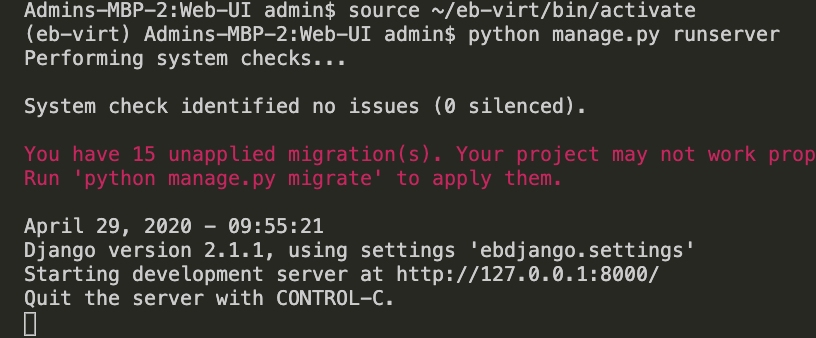 Admins-MBP-2:Web-UI admin$ source ~/eb-virt/bin/activate
(eb-virt) Admins-MBP-2:Web-UI admin$ python manage.py runserver
Performing system checks...
System check identified no issues (0 silenced).
You have 15 unapplied migration(s). Your project may not work prop
Run 'python manage.py migrate' to apply them.
April 29, 2020 - 09:55:21
Django version 2.1.1, using settings 'ebdjango.settings'
Starting development server at http://127.0.0.1:8000/
Quit the server with CONTROL-C.